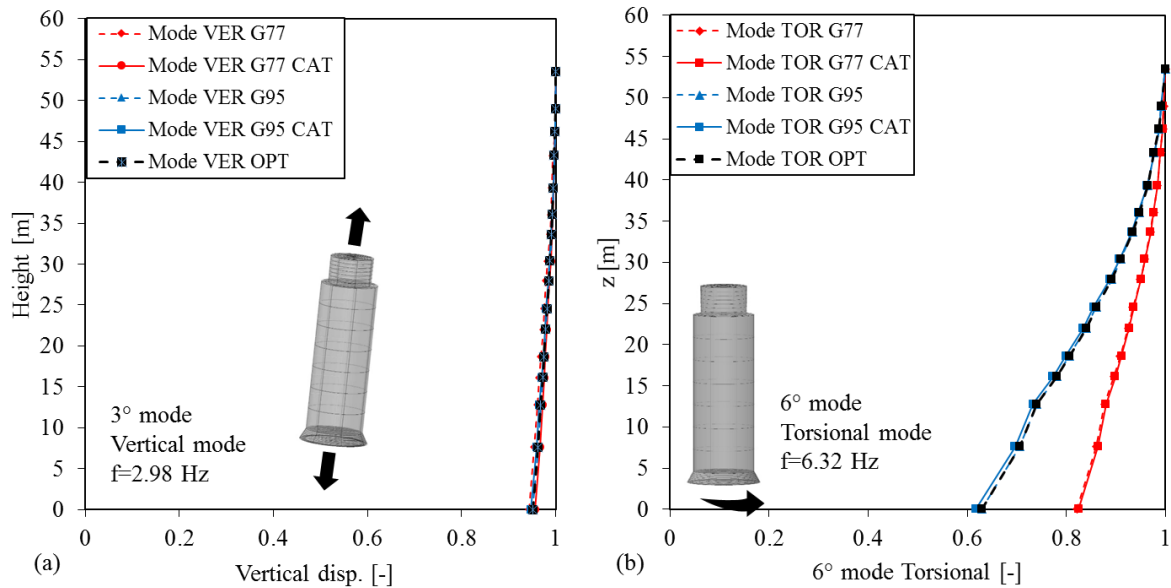 60
55
50
45
40
35
30
25
20
15
10
5
0
Height [m]
Mode VER G77
Mode VER G77 CAT
Mode VER G95
Mode VER G95 CAT
Mode VER OPT
3° mode
Vertical mode
f=2.98 Hz
0 0.2 0.4 0.6 0.8 1
(a)
Vertical disp. [-]
60
55
50
45
40
35
30
25
20
15
10
5
0
z [m]
Mode TOR G77
Mode TOR G77 CAT
Mode TOR G95
Mode TOR G95 CAT
Mode TOR OPT
6° mode
Torsional mode
f=6.32 Hz
0 0.2 0.4 0.6 0.8 1
(b)
6° mode Torsional [-]